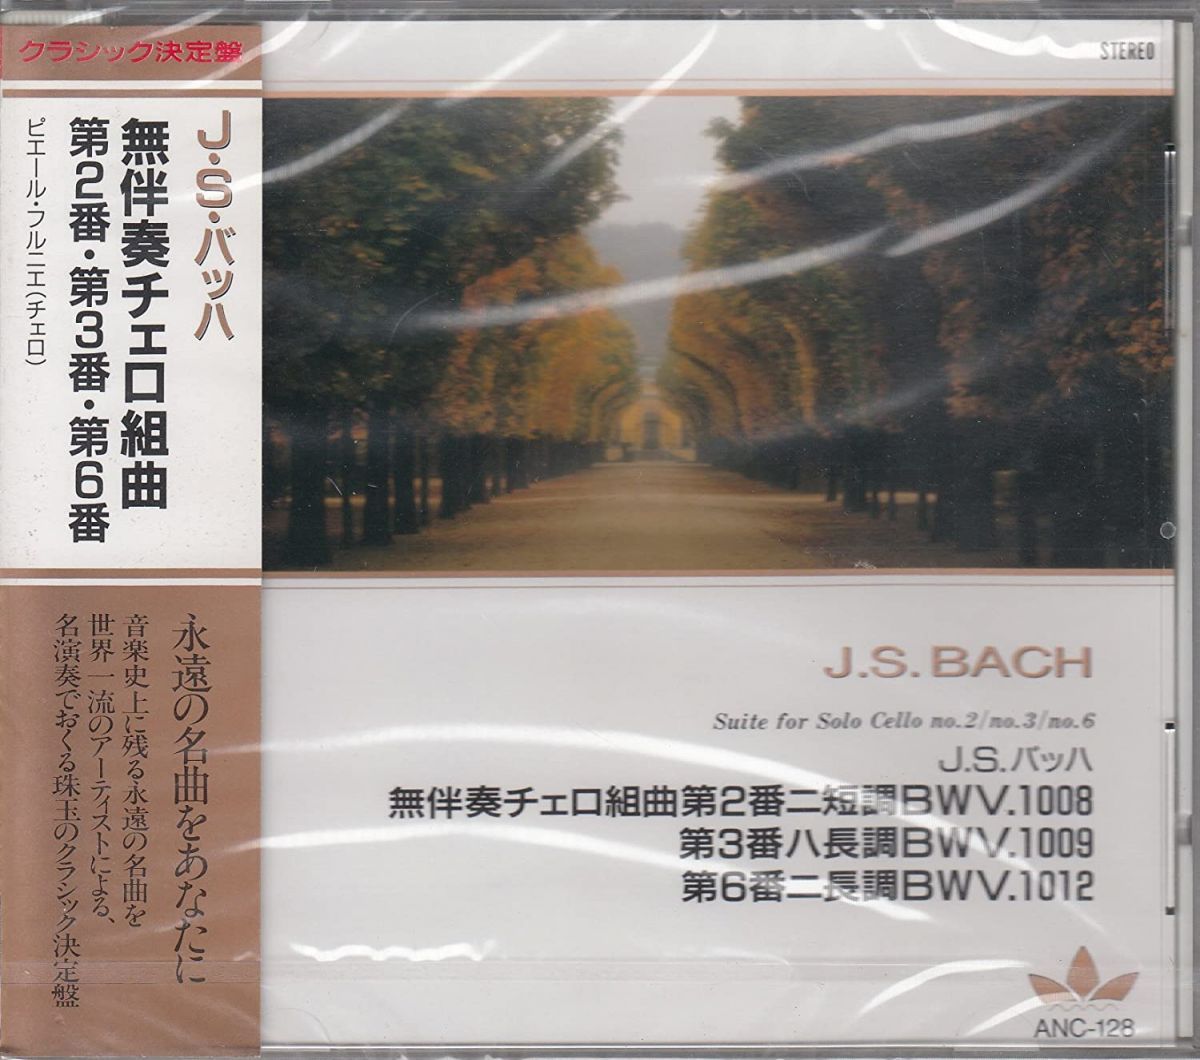 クラシック決定盤
J・S・バッハ
無伴奏チェロ組曲
第2番・第3番・第6番
ピエール・フルニエ(チェロ)
永遠の名曲をあなたに
音楽史上に残る永遠の名曲を
世界一流のアーティストによる、
名演奏でおくる珠玉のクラシック決定盤
STEREO
J.S.BACH
Suite for Solo Cello no.2/no.3/no.6
J.S.バッハ
無伴奏チェロ組曲第2番ニ短調BWV.1008
第3番ハ長調BWV.1009
第6番ニ長調BWV.1012
ANC-128